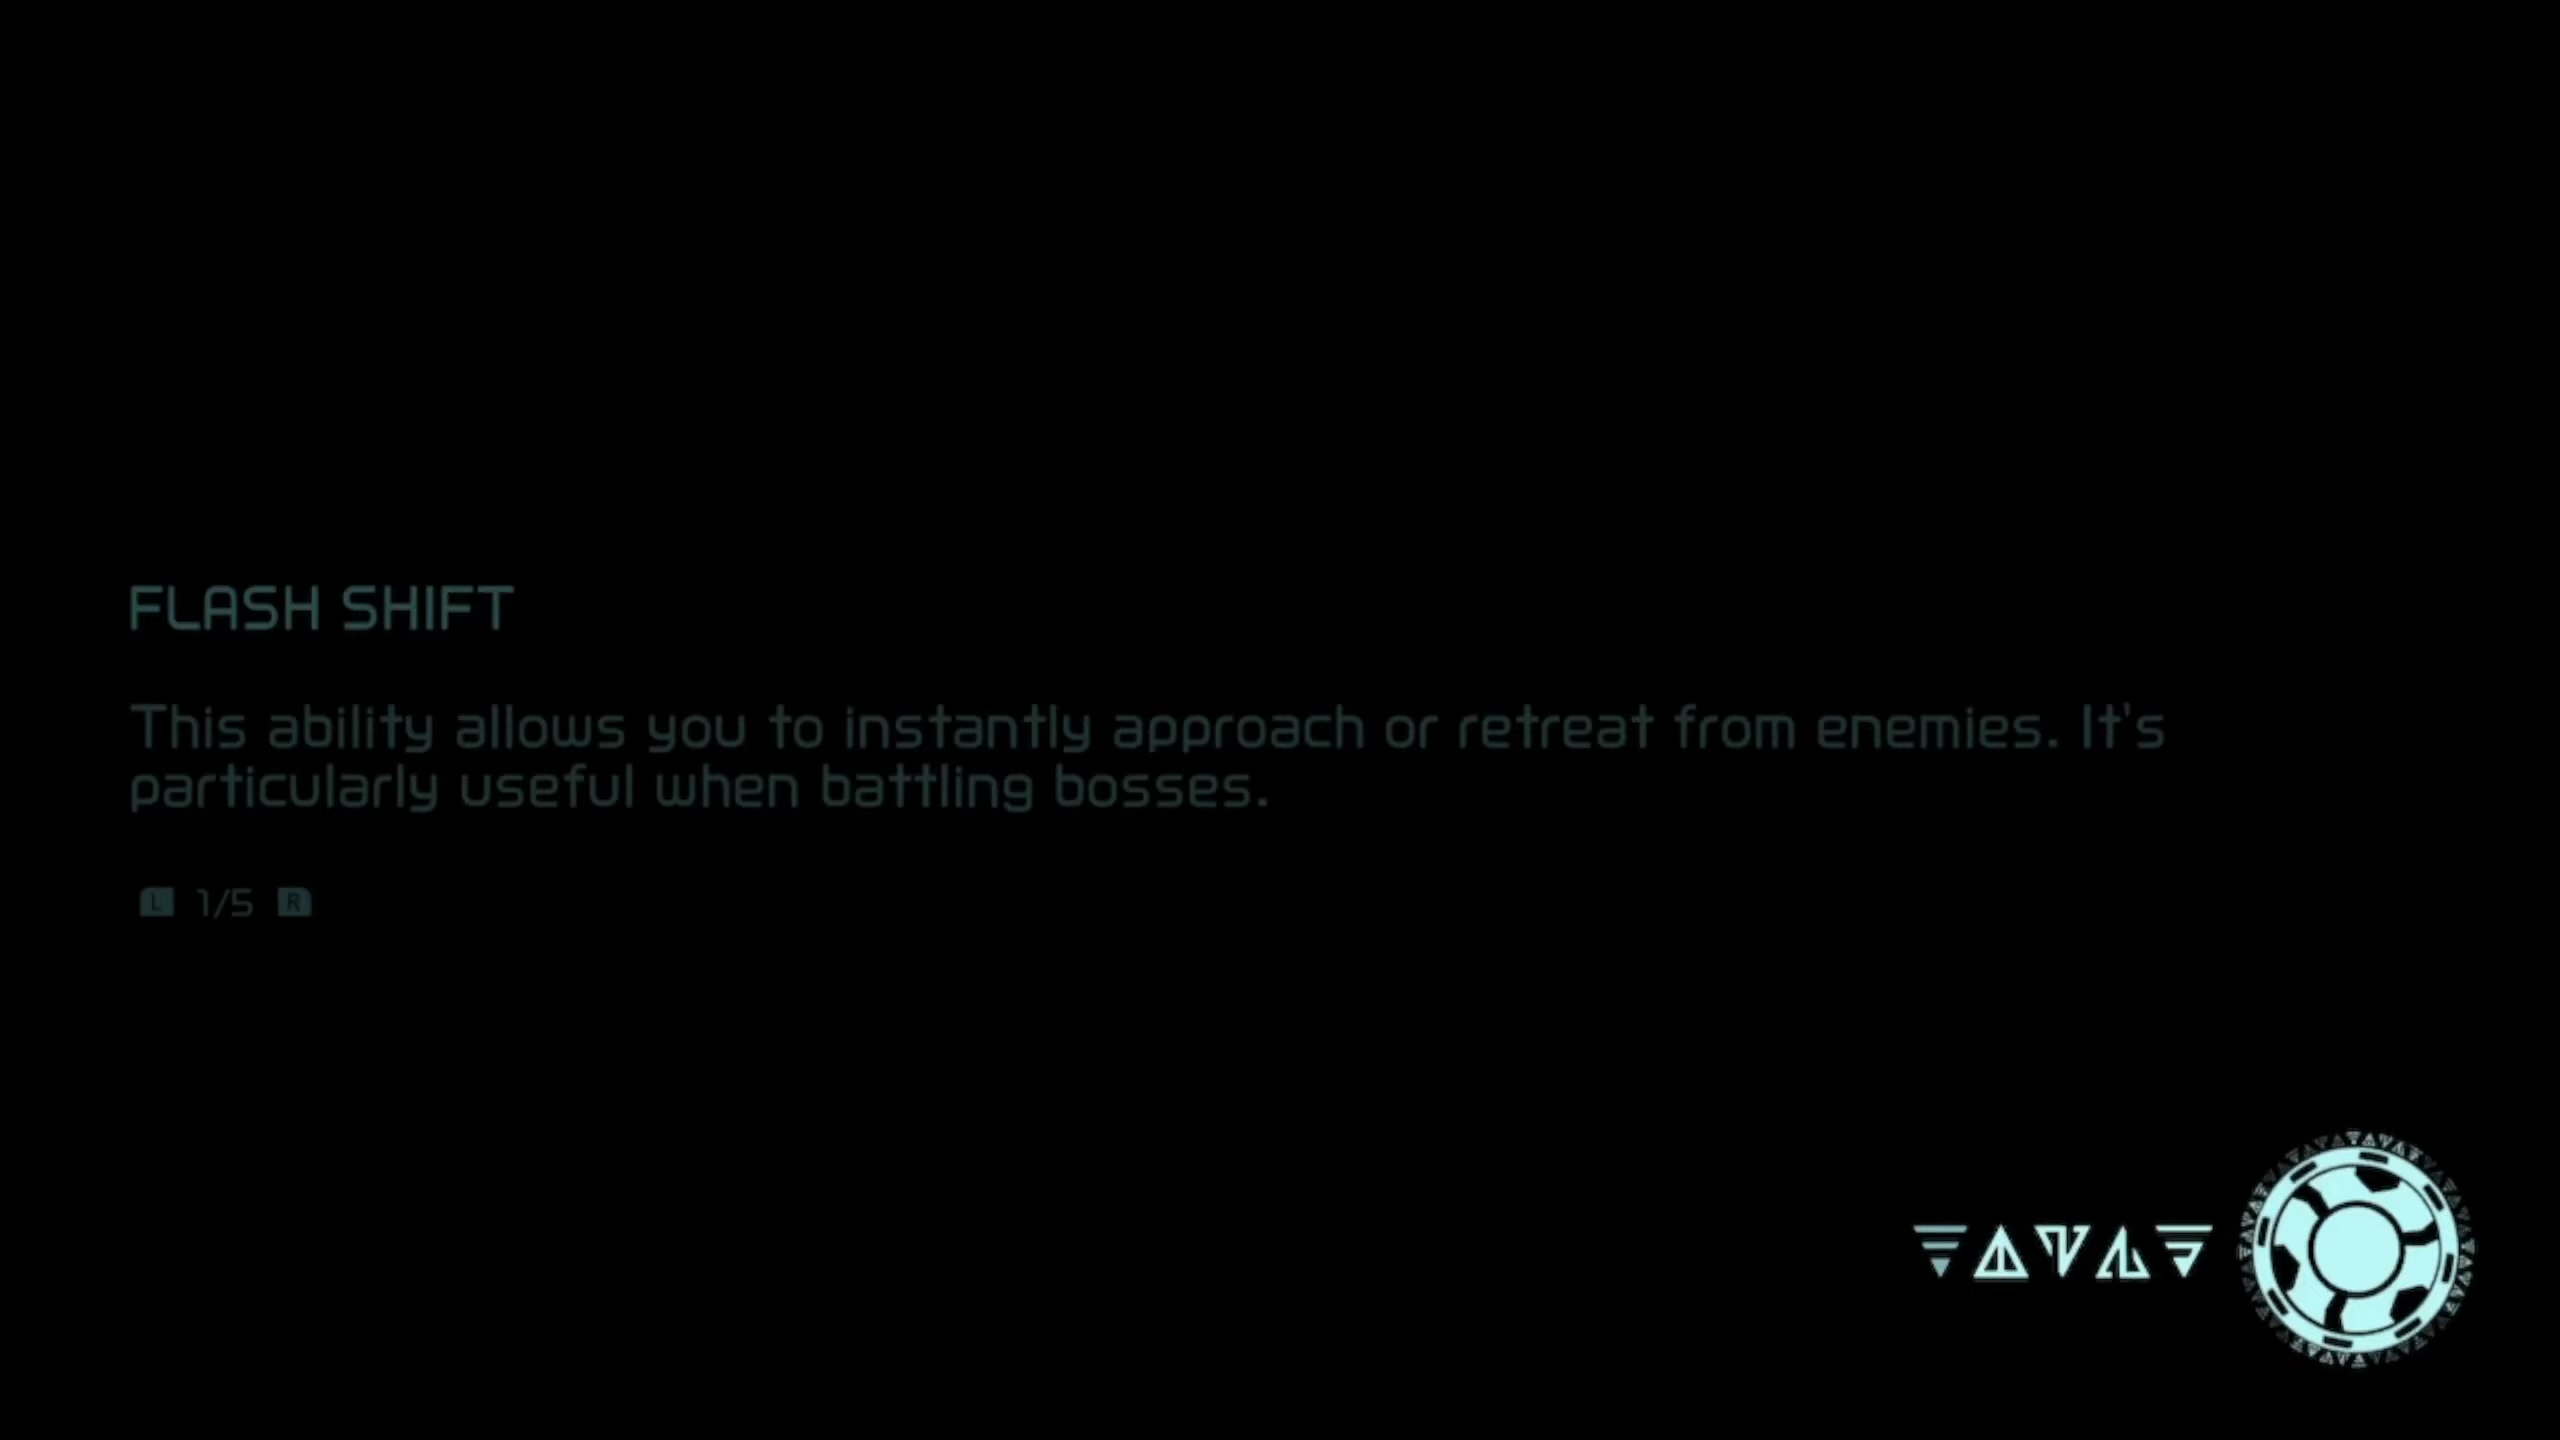 FLASH SHIFT
This ability allows you to instantly approach or retreat from enemies. It's
particularly useful when battling bosses.
L 1/5 R